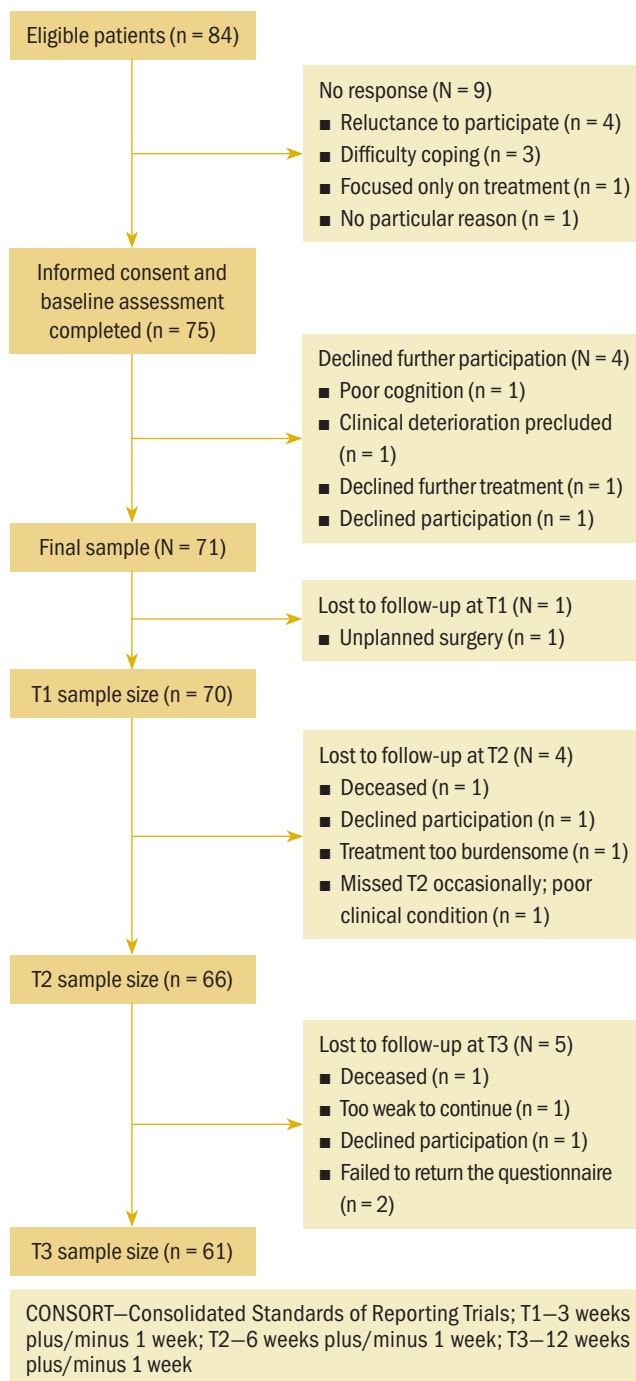 Eligible patients (n = 84)
No response (N = 9)
■ Reluctance to participate (n = 4)
■ Difficulty coping (n = 3)
■ Focused only on treatment (n = 1)
■ No particular reason (n = 1)
Informed consent and
baseline assessment
completed (n = 75)
Declined further participation (N = 4)
■ Poor cognition (n = 1)
■ Clinical deterioration precluded
(n = 1)
■ Declined further treatment (n = 1)
■ Declined participation (n = 1)
Final sample (N = 71)
Lost to follow-up at T1 (N = 1)
■ Unplanned surgery (n = 1)
T1 sample size (n = 70)
Lost to follow-up at T2 (N = 4)
■ Deceased (n = 1)
■ Declined participation (n = 1)
■ Treatment too burdensome (n = 1)
■ Missed T2 occasionally; poor
clinical condition (n = 1)
T2 sample size (n = 66)
Lost to follow-up at T3 (N = 5)
■ Deceased (n = 1)
■ Too weak to continue (n = 1)
■ Declined participation (n = 1)
■ Failed to return the questionnaire
(n = 2)
T3 sample size (n = 61)
CONSORT—Consolidated Standards of Reporting Trials; T1—3 weeks
plus/minus 1 week; T2—6 weeks plus/minus 1 week; T3—12 weeks
plus/minus 1 week